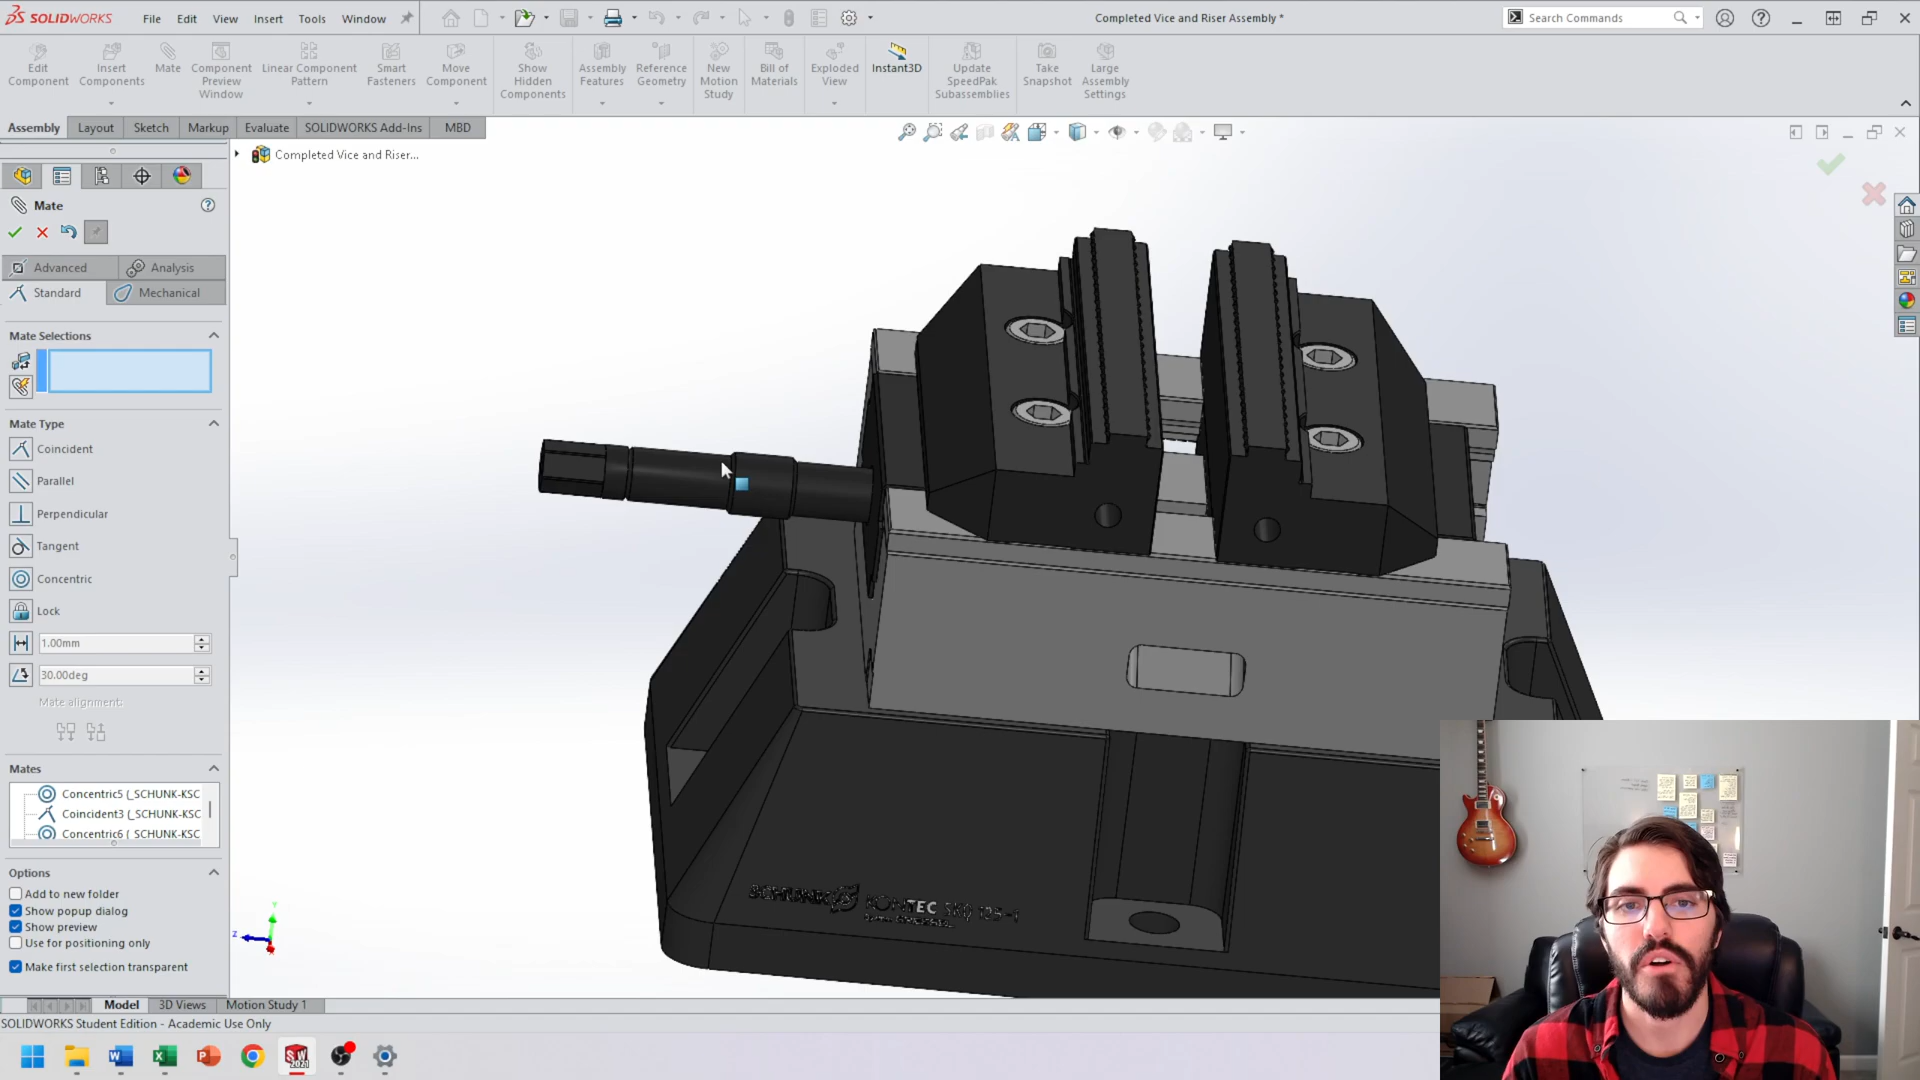 SOLIDWORKS
File Edit View Insert Tools Window
Completed Vice and Riser Assembly *
Search Commands
Edit Component
Insert Components
Mate
Component Preview Window
Linear Component Pattern
Smart Fasteners
Move Component
Show Hidden Components
Assembly Features
Reference Geometry
New Motion Study
Bill of Materials
Exploded View
Instant3D
Update SpeedPak Subassemblies
Take Snapshot
Large Assembly Settings
Assembly Layout Sketch Markup Evaluate SOLIDWORKS Add-Ins MBD
Completed Vice and Riser...
Mate
Advanced Analysis
Standard Mechanical
Mate Selections
Mate Type
Coincident
Parallel
Perpendicular
Tangent
Concentric
Lock
1.00mm
30.00deg
Mate alignment:
Mates
Concentric5 (_SCHUNK-KSC
Coincident3 (_SCHUNK-KSC
Concentric6 (_SCHUNK-KSC
Options
Add to new folder
Show popup dialog
Show preview
Use for positioning only
Make first selection transparent
SCHUNK
z
Model 3D Views Motion Study 1
SOLIDWORKS Student Edition - Academic Use Only